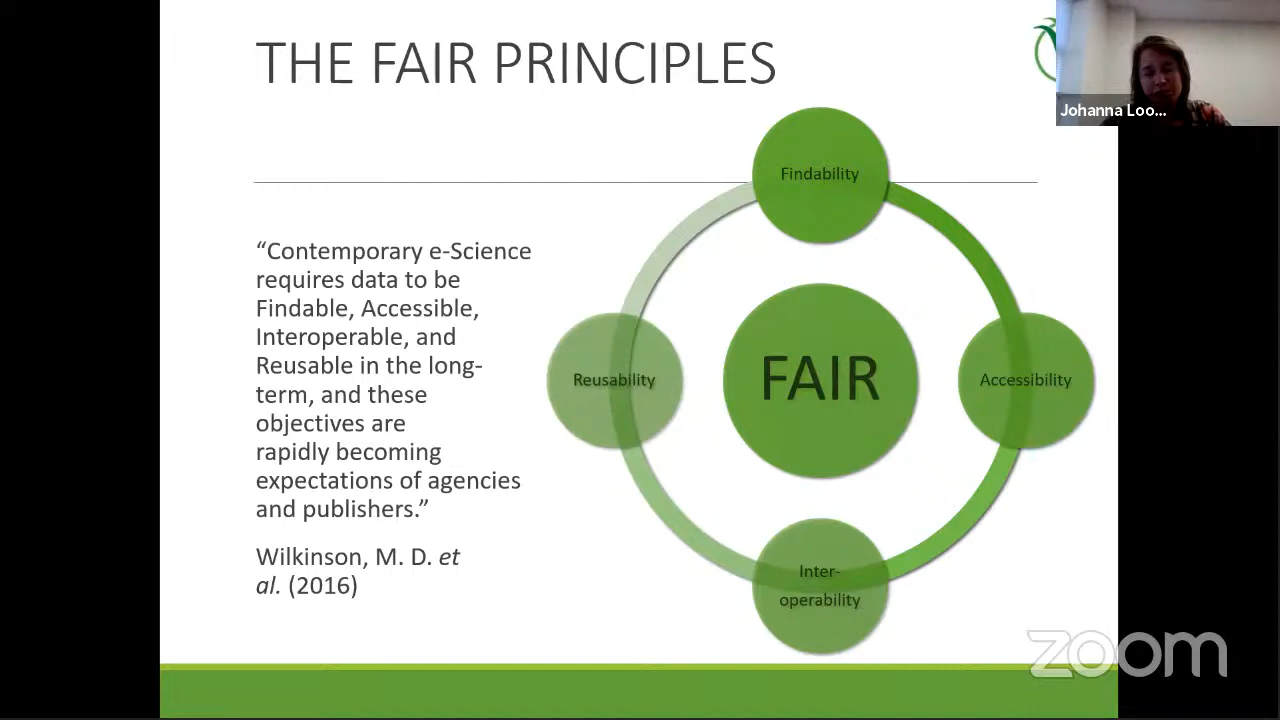 THE FAIR PRINCIPLES
Johanna Loo...
Findability
“Contemporary e-Science
requires data to be
Findable, Accessible,
Interoperable, and
Reusable in the long-
term, and these
objectives are
rapidly becoming
expectations of agencies
and publishers.”
Wilkinson, M. D. et
al. (2016)
Reusability
FAIR
Accessibility
Inter-
operability
zoom